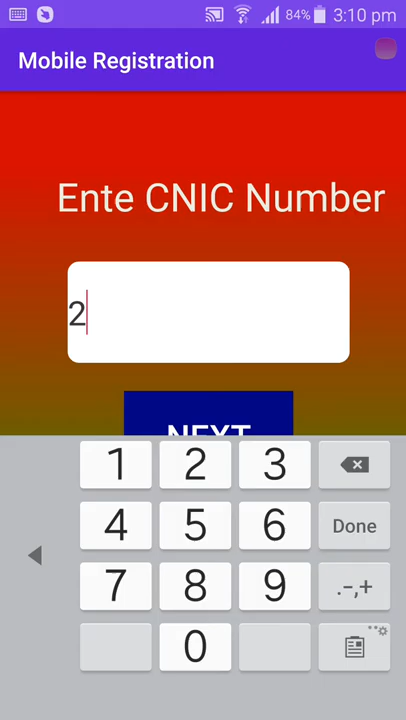 84% 3:10 pm
Mobile Registration
Ente CNIC Number
2
NEXT
1 2 3
4 5 6 Done
7 8 9 .-,+
0